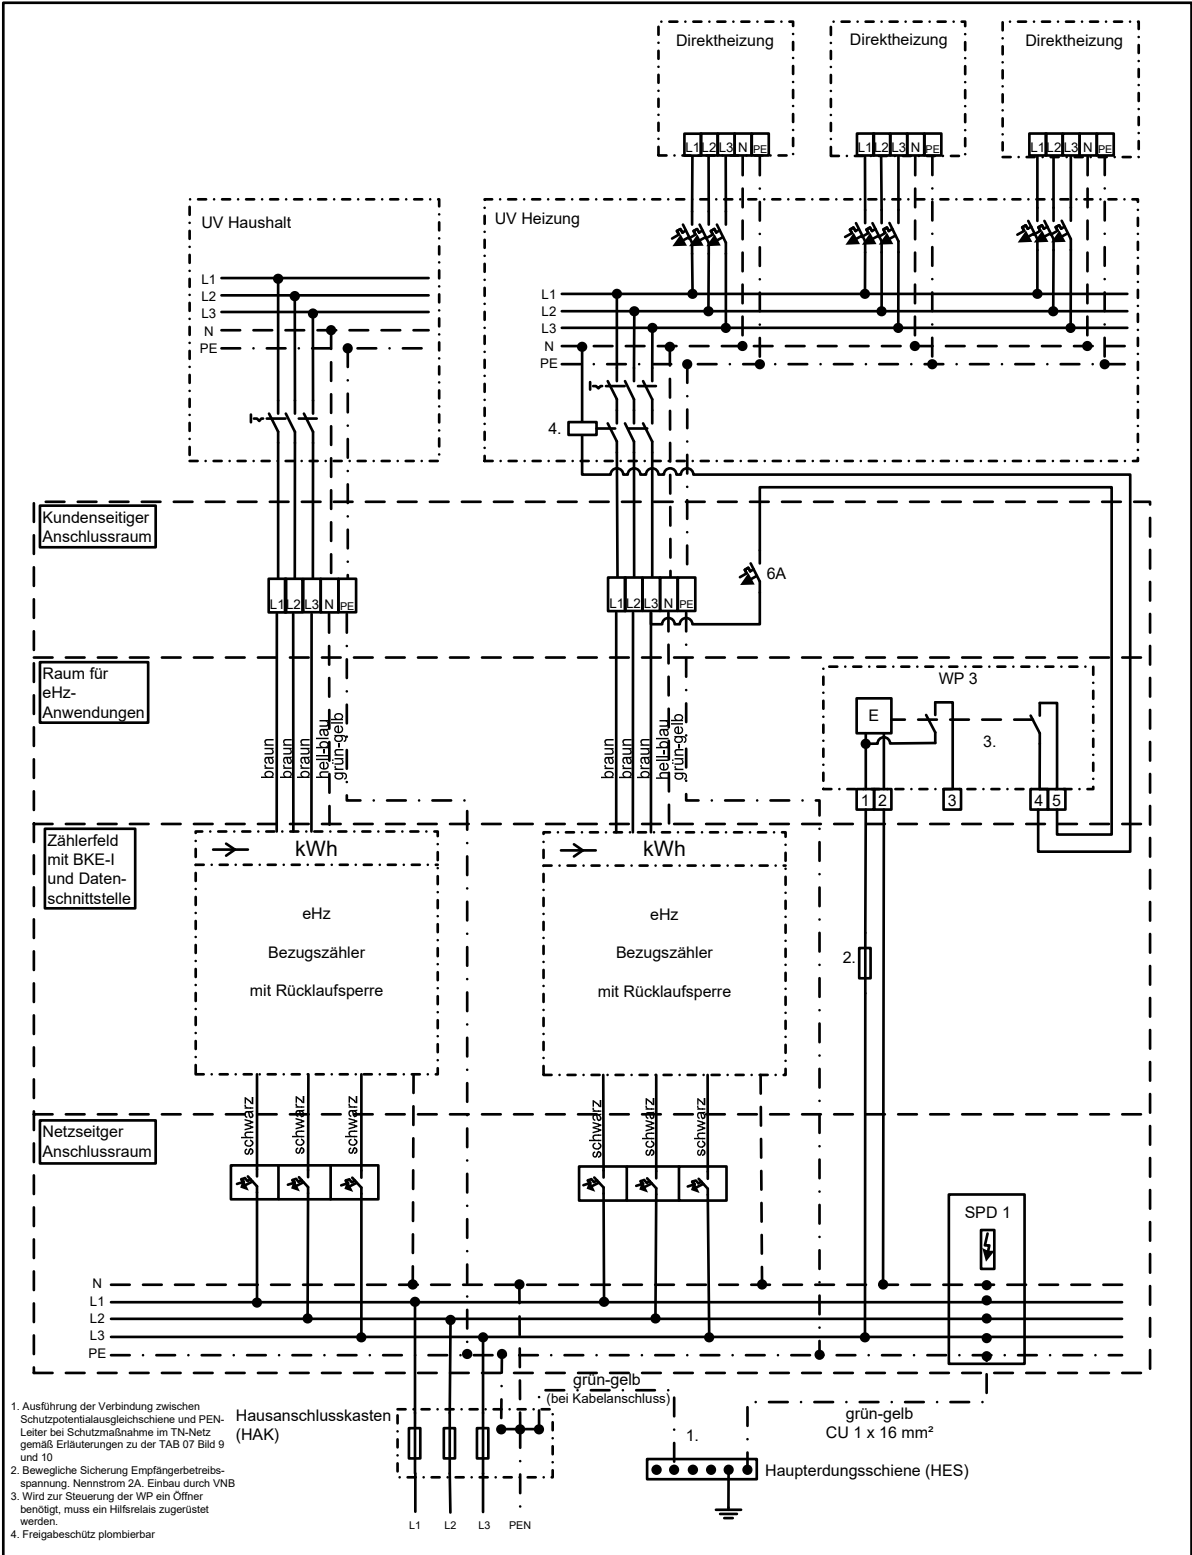 Direktheizung
Direktheizung
Direktheizung
L1 L2 L3 N PE
L1 L2 L3 N PE
L1 L2 L3 N PE
UV Haushalt
L1
L2
L3
N
PE
UV Heizung
L1
L2
L3
N
PE
4.
Kundenseitiger
Anschlussraum
L1 L2 L3 N PE
L1 L2 L3 N PE
6A
Raum für
eHz-
Anwendungen
braun
braun
braun
hell-blau
grün-gelb
braun
braun
braun
hell-blau
grün-gelb
WP 3
E
3.
1 2 3 4 5
Zählerfeld
mit BKE-I
und Daten-
schnittstelle
kWh
eHz
Bezugszähler
mit Rücklaufsperre
kWh
eHz
Bezugszähler
mit Rücklaufsperre
2.
Netzseitger
Anschlussraum
schwarz
schwarz
schwarz
schwarz
schwarz
schwarz
SPD 1
N
L1
L2
L3
PE
grün-gelb
(bei Kabelanschluss)
Hausanschlusskasten
(HAK)
1.
grün-gelb
CU 1 x 16 mm²
Haupterdungsschiene (HES)
L1 L2 L3 PEN
1. Ausführung der Verbindung zwischen
Schutzpotentialausgleichschiene und PEN-
Leiter bei Schutzmaßnahme im TN-Netz
gemäß Erläuterungen zu der TAB 07 Bild 9
und 10
2. Bewegliche Sicherung Empfängerbetreibs-
spannung. Nennstrom 2A. Einbau durch VNB
3. Wird zur Steuerung der WP ein Öffner
benötigt, muss ein Hilfsrelais zugerüstet
werden.
4. Freigabeschütz plombierbar